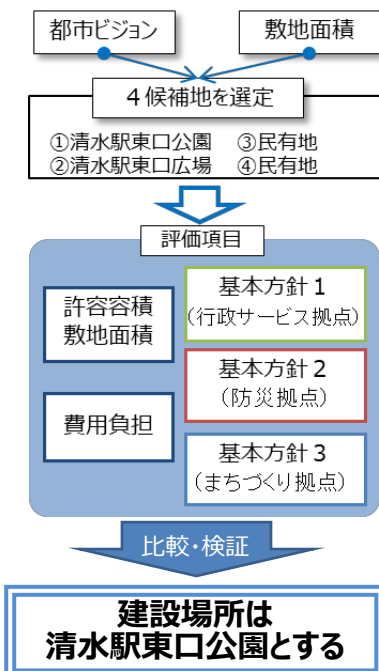 都市ビジョン
敷地面積
４候補地を選定
①清水駅東口公園 ③民有地
②清水駅東口広場 ④民有地
評価項目
許容容積
敷地面積
費用負担
基本方針１
（行政サービス拠点）
基本方針２
（防災拠点）
基本方針３
（まちづくり拠点）
比較・検証
建設場所は
清水駅東口公園とする